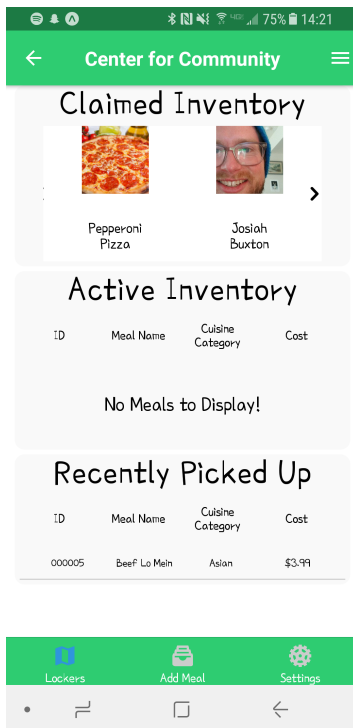 75% 14:21
Center for Community
Claimed Inventory
Pepperoni Pizza
Josiah Buxton
Active Inventory
ID Meal Name Cuisine Category Cost
No Meals to Display!
Recently Picked Up
ID Meal Name Cuisine Category Cost
000005 Beef Lo Mein Asian $3.99
Lockers Add Meal Settings